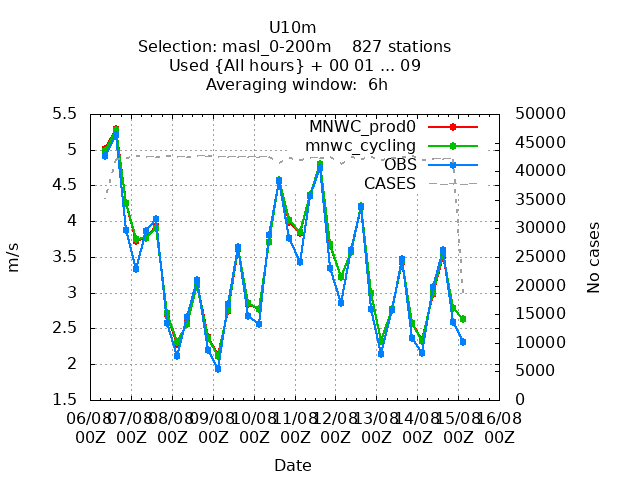 U10m
Selection: masl_0-200m 827 stations
Used {All hours} + 00 01 ... 09
Averaging window: 6h
5.5
5
4.5
4
3.5
3
2.5
2
1.5
m/s
50000
45000
40000
35000
30000
25000
20000
15000
10000
5000
0
No cases
MNWC_prod0
mnwc_cycling
OBS
CASES
06/08 07/08 08/08 09/08 10/08 11/08 12/08 13/08 14/08 15/08 16/08
00Z 00Z 00Z 00Z 00Z 00Z 00Z 00Z 00Z 00Z 00Z
Date